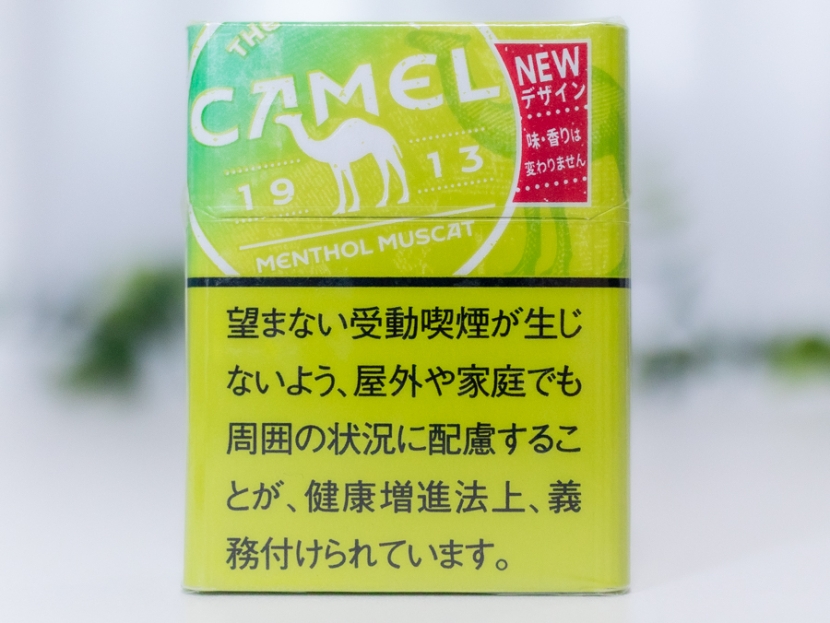 THE
CAMEL
19 13
MENTHOL MUSCAT
NEW
デザイン
味・香りは
変わりません
望まない受動喫煙が生じ
ないよう、屋外や家庭でも
周囲の状況に配慮するこ
とが、健康増進法上、義
務付けられています。